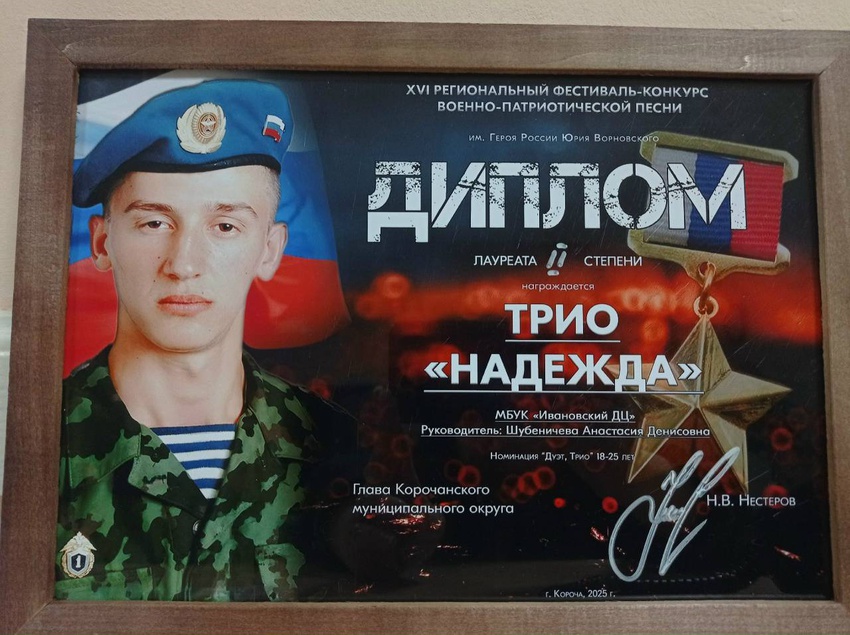 XVI РЕГИОНАЛЬНЫЙ ФЕСТИВАЛЬ-КОНКУРС
ВОЕННО-ПАТРИОТИЧЕСКОЙ ПЕСНИ
ИМ. ГЕРОЯ РОССИИ ЮРИЯ ВОРНОВСКОГО
ДИПЛОМ
ЛАУРЕАТА II СТЕПЕНИ
награждается
ТРИО
«НАДЕЖДА»
МБУК «Ивановский ДЦ»
Руководитель: Шубеничева Анастасия Денисовна
Номинация "Дуэт, Трио" 18-25 лет
Глава Корочанского
муниципального округа
Н.В. Нестеров
1
г. Короча, 2025 г.